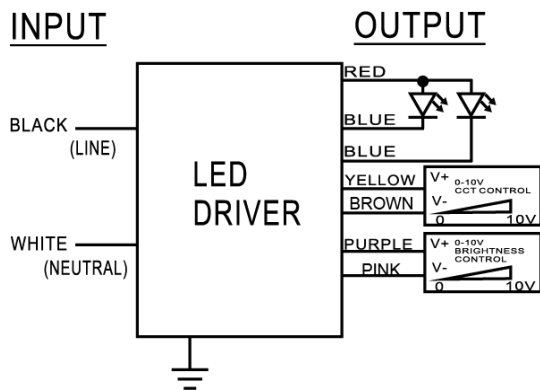 INPUT
OUTPUT
RED
BLACK
(LINE)
BLUE
BLUE
LED
DRIVER
YELLOW
V+ 0-10V
CCT CONTROL
BROWN
V-
0 10V
WHITE
(NEUTRAL)
PURPLE
V+ 0-10V
BRIGHTNESS
CONTROL
PINK
V-
0 10V